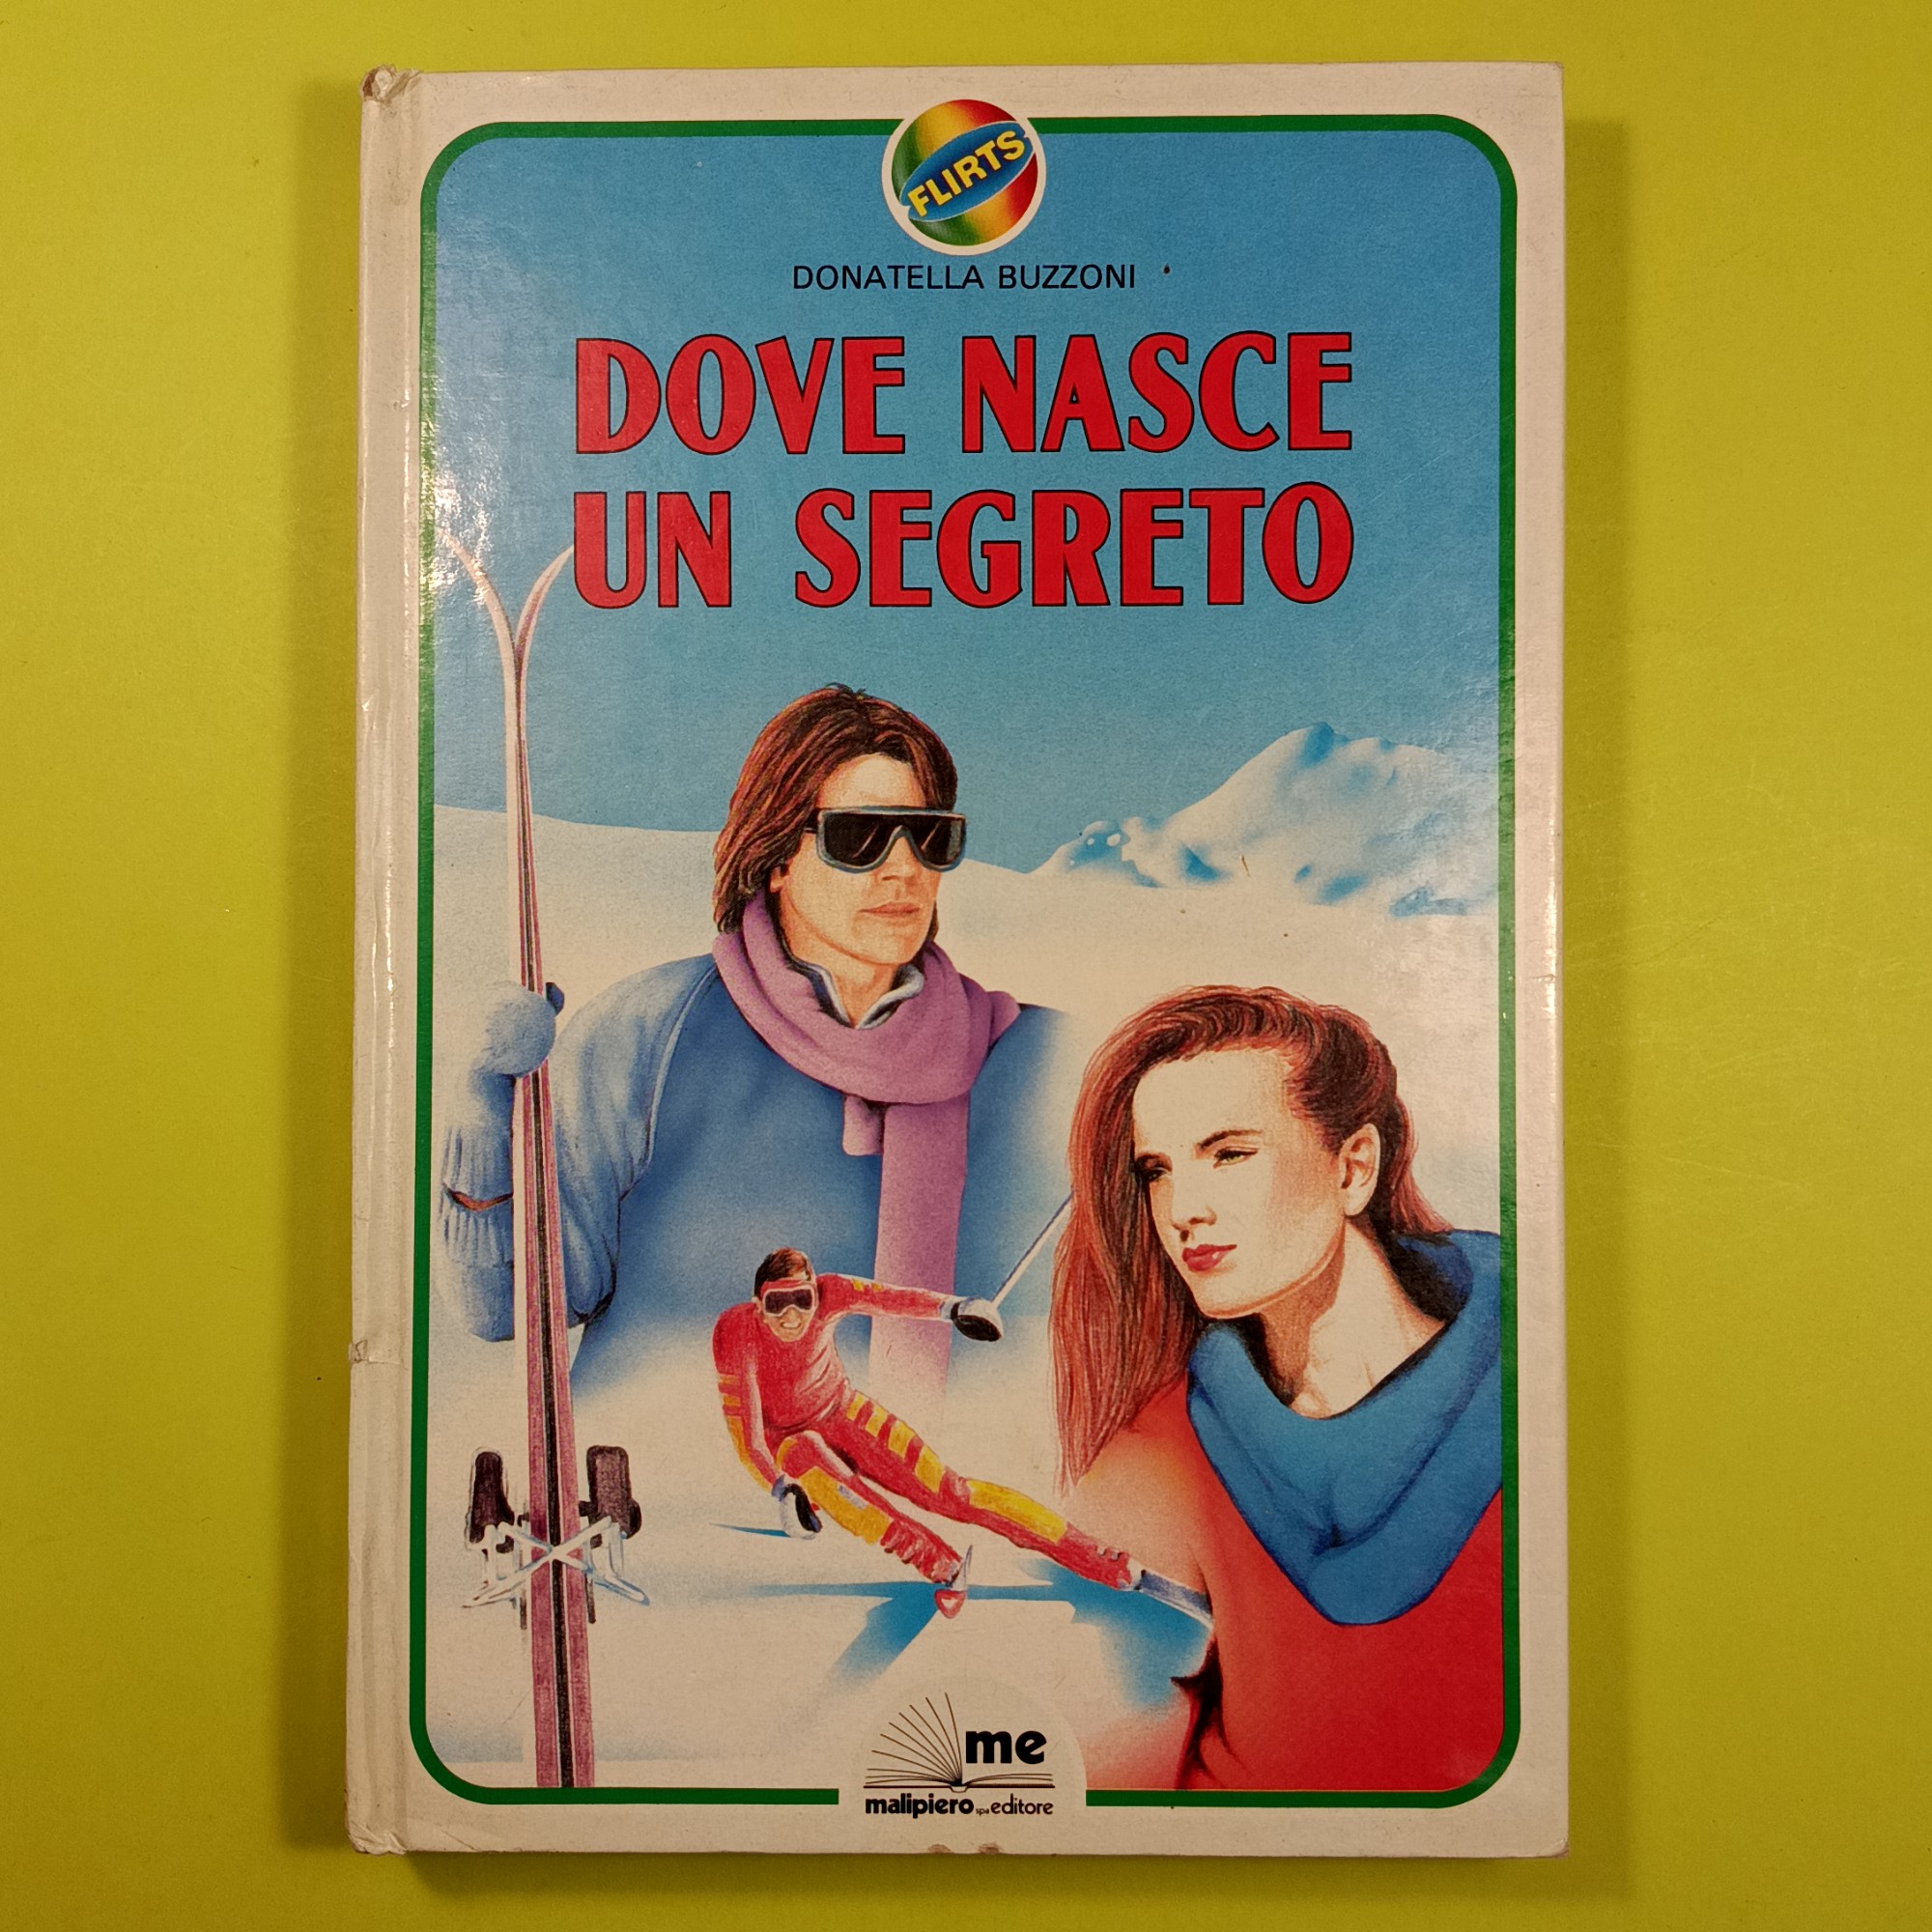 FLIRTS
DONATELLA BUZZONI
DOVE NASCE
UN SEGRETO
me
malipiero spa editore